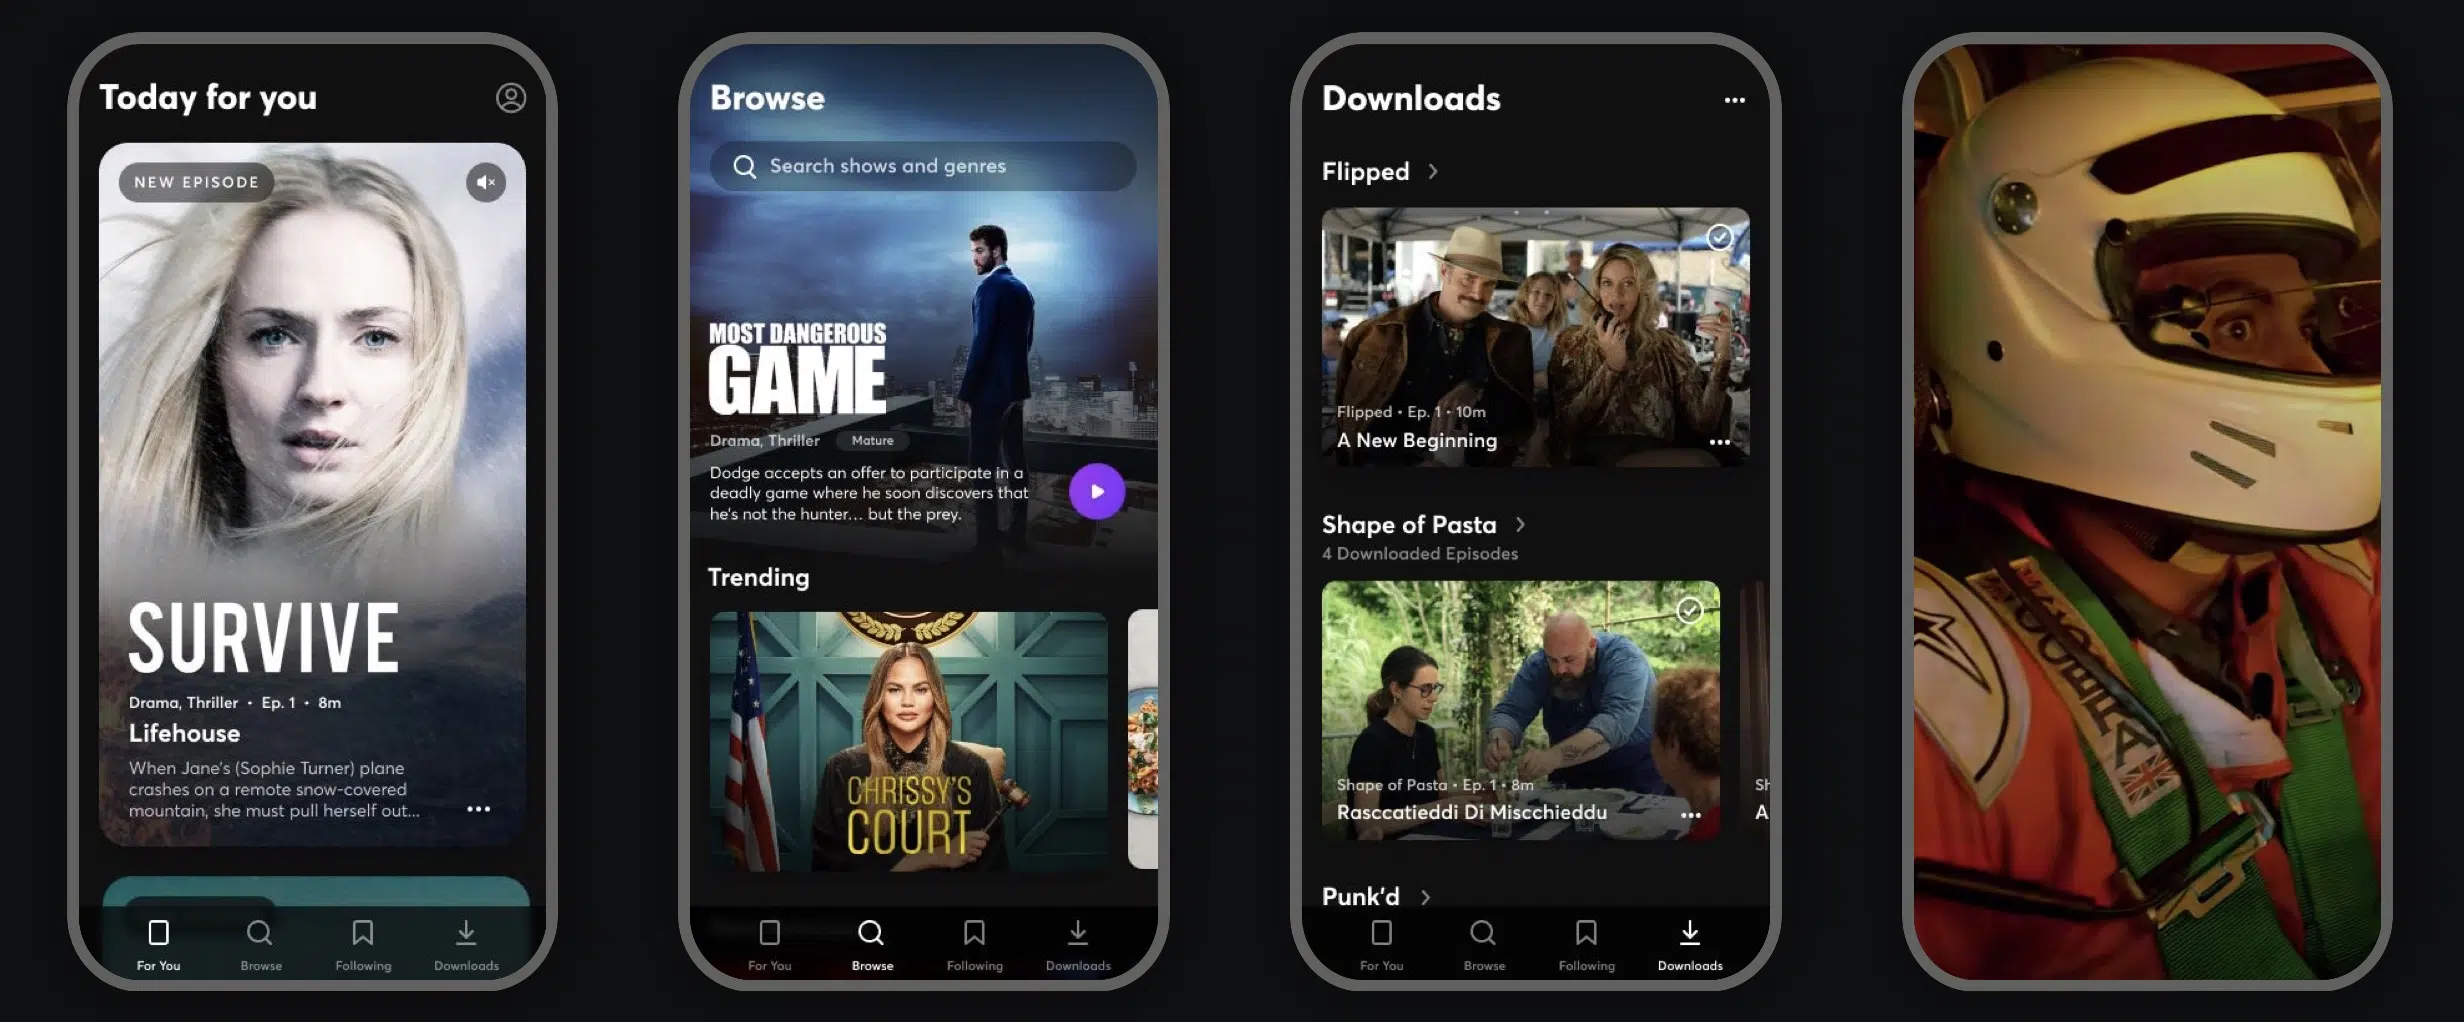 Today for you
NEW EPISODE
SURVIVE
Drama, Thriller • Ep. 1 • 8m
Lifehouse
When Jane's (Sophie Turner) plane
crashes on a remote snow-covered
mountain, she must pull herself out...
For You
Browse
Following
Downloads
Browse
Search shows and genres
MOST DANGEROUS
GAME
Drama, Thriller
Mature
Dodge accepts an offer to participate in a
deadly game where he soon discovers that
he's not the hunter... but the prey.
Trending
CHRISSY'S
COURT
For You
Browse
Following
Downloads
Downloads
Flipped
Flipped • Ep. 1 • 10m
A New Beginning
Shape of Pasta
4 Downloaded Episodes
Shape of Pasta • Ep. 1 • 8m
Rasccatieddi Di Miscchieddu
Sh
A
Punk'd
For You
Browse
Following
Downloads